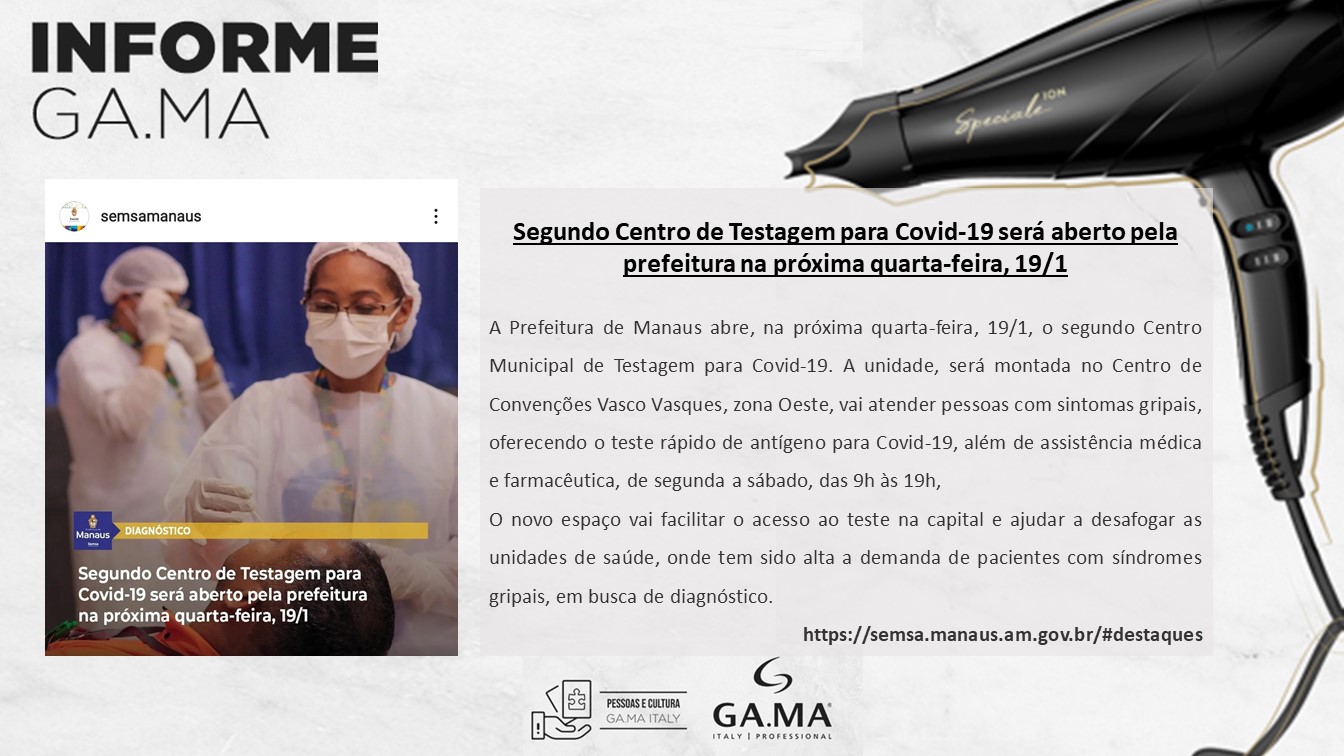 INFORME
GA.MA
Speciale ION
semsamanaus
Manaus
Semsa
DIAGNÓSTICO
Segundo Centro de Testagem para
Covid-19 será aberto pela prefeitura
na próxima quarta-feira, 19/1
Segundo Centro de Testagem para Covid-19 será aberto pela
prefeitura na próxima quarta-feira, 19/1
A Prefeitura de Manaus abre, na próxima quarta-feira, 19/1, o segundo Centro
Municipal de Testagem para Covid-19. A unidade, será montada no Centro de
Convenções Vasco Vasques, zona Oeste, vai atender pessoas com sintomas gripais,
oferecendo o teste rápido de antígeno para Covid-19, além de assistência médica
e farmacêutica, de segunda a sábado, das 9h às 19h,
O novo espaço vai facilitar o acesso ao teste na capital e ajudar a desafogar as
unidades de saúde, onde tem sido alta a demanda de pacientes com síndromes
gripais, em busca de diagnóstico.
https://semsa.manaus.am.gov.br/#destaques
PESSOAS E CULTURA
GA.MA ITALY
GA.MA®
ITALY | PROFESSIONAL